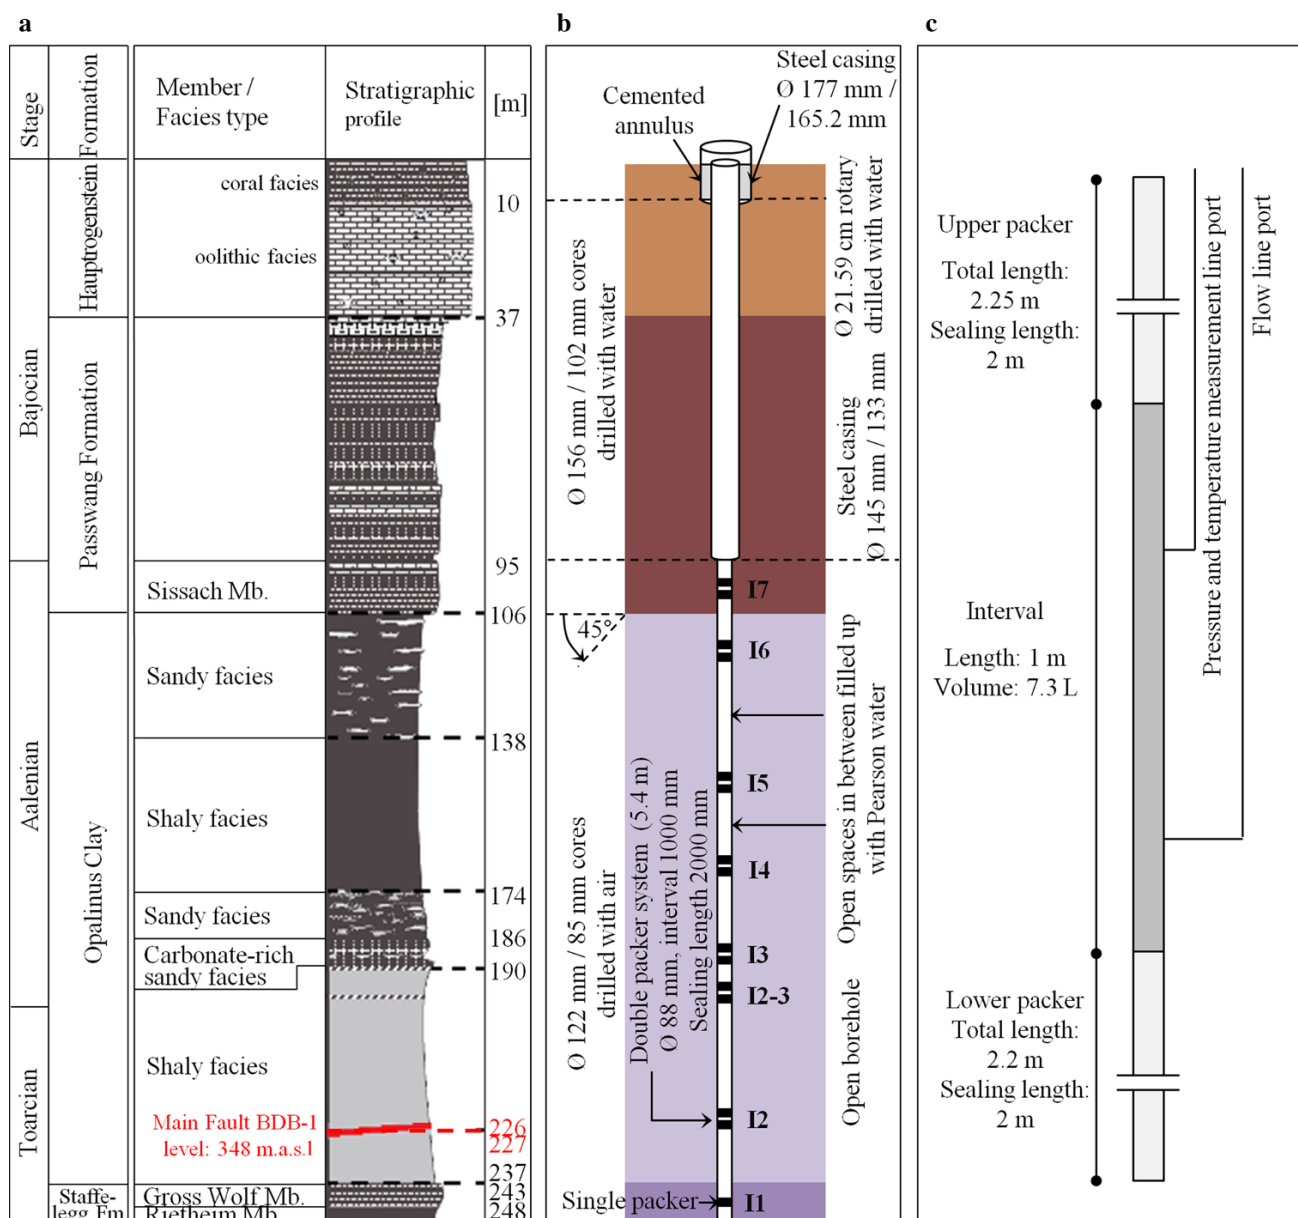 a
Stage
Formation
Member /
Facies type
Stratigraphic
profile
[m]
Hauptrogenstein
coral facies
oolithic facies
10
37
Bajocian
Passwang Formation
95
Sissach Mb.
106
Aalenian
Opalinus Clay
Sandy facies
138
Shaly facies
174
Sandy facies
186
Carbonate-rich
sandy facies
190
Toarcian
Shaly facies
Main Fault BDB-1
level: 348 m.a.s.l
226
227
237
Staffe-
legg Fm
Gross Wolf Mb.
243
Rietheim Mb.
248
b
Cemented
annulus
Steel casing
Ø 177 mm /
165.2 mm
Ø 156 mm / 102 mm cores
drilled with water
Ø 21.59 cm rotary
drilled with water
Steel casing
Ø 145 mm / 133 mm
45°
I7
I6
I5
I4
I3
I2-3
I2
I1
Ø 122 mm / 85 mm cores
drilled with air
Double packer system (5.4 m)
Ø 88 mm, interval 1000 mm
Sealing length 2000 mm
Open spaces in between filled up
with Pearson water
Open borehole
Single packer
c
Upper packer
Total length:
2.25 m
Sealing length:
2 m
Interval
Length: 1 m
Volume: 7.3 L
Lower packer
Total length:
2.2 m
Sealing length:
2 m
Pressure and temperature measurement line port
Flow line port